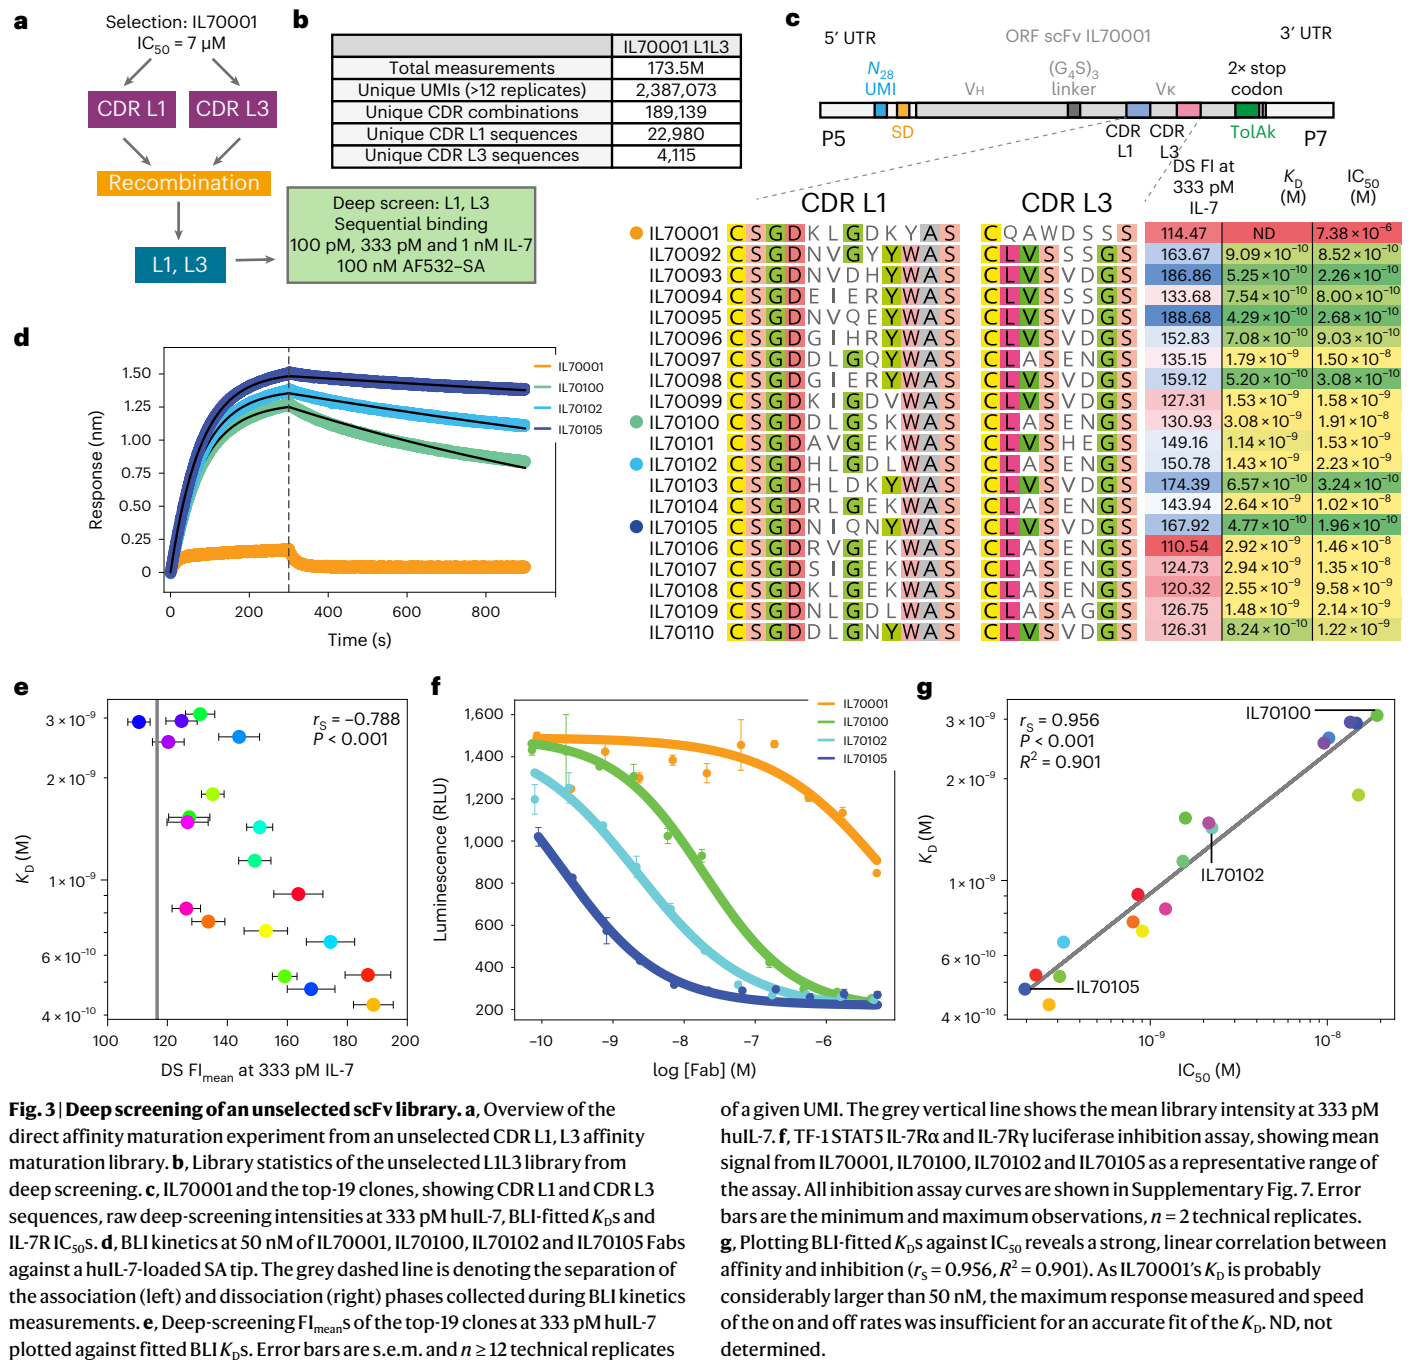 a
Selection: IL70001
IC50 = 7 µM
CDR L1
CDR L3
Recombination
L1, L3
Deep screen: L1, L3
Sequential binding
100 pM, 333 pM and 1 nM IL-7
100 nM AF532–SA
b
IL70001 L1L3
Total measurements 173.5M
Unique UMIs (>12 replicates) 2,387,073
Unique CDR combinations 189,139
Unique CDR L1 sequences 22,980
Unique CDR L3 sequences 4,115
c
5′ UTR ORF scFv IL70001 3′ UTR
N28 UMI
VH
(G4S)3 linker
VK
2× stop codon
P5
SD
CDR L1
CDR L3
TolAk
P7
CDR L1 CDR L3 DS FI at 333 pM IL-7 KD (M) IC50 (M)
IL70001 CSGDKLGDKYAS CQAWDSSS 114.47 ND 7.38 × 10−6
IL70092 CSGDNVGYYWAS CLVSSSGS 163.67 9.09 × 10−10 8.52 × 10−10
IL70093 CSGDNVDHYWAS CLVSVDGS 186.86 5.25 × 10−10 2.26 × 10−10
IL70094 CSGDEIERYWAS CLVSSSGS 133.68 7.54 × 10−10 8.00 × 10−10
IL70095 CSGDNVQEYWAS CLVSVDGS 188.68 4.29 × 10−10 2.68 × 10−10
IL70096 CSGDGIHRYWAS CLVSVDGS 152.83 7.08 × 10−10 9.03 × 10−10
IL70097 CSGDDLGQYWAS CLASENGS 135.15 1.79 × 10−9 1.50 × 10−8
IL70098 CSGDGIERYWAS CLVSVDGS 159.12 5.20 × 10−10 3.08 × 10−10
IL70099 CSGDKIGDVWAS CLVSVDGS 127.31 1.53 × 10−9 1.58 × 10−9
IL70100 CSGDDLGSKWAS CLASENGS 130.93 3.08 × 10−9 1.91 × 10−8
IL70101 CSGDAVGEKWAS CLVSHEGS 149.16 1.14 × 10−9 1.53 × 10−9
IL70102 CSGDHLGDLWAS CLASENGS 150.78 1.43 × 10−9 2.23 × 10−9
IL70103 CSGDHLDKYWAS CLVSVDGS 174.39 6.57 × 10−10 3.24 × 10−10
IL70104 CSGDRLGEKWAS CLASENGS 143.94 2.64 × 10−9 1.02 × 10−8
IL70105 CSGDNIQNYWAS CLVSVDGS 167.92 4.77 × 10−10 1.96 × 10−10
IL70106 CSGDRVGEKWAS CLASENGS 110.54 2.92 × 10−9 1.46 × 10−8
IL70107 CSGDSIGEKWAS CLASENGS 124.73 2.94 × 10−9 1.35 × 10−8
IL70108 CSGDKLGEKWAS CLASENGS 120.32 2.55 × 10−9 9.58 × 10−9
IL70109 CSGDNLGDLWAS CLASAGGS 126.75 1.48 × 10−9 2.14 × 10−9
IL70110 CSGDDLGNYWAS CLVSVDGS 126.31 8.24 × 10−10 1.22 × 10−9
d
Response (nm)
1.50
1.25
1.00
0.75
0.50
0.25
0
0 200 400 600 800
Time (s)
IL70001
IL70100
IL70102
IL70105
e
KD (M)
3 × 10−9
2 × 10−9
1 × 10−9
6 × 10−10
4 × 10−10
rS = −0.788
P < 0.001
100 120 140 160 180 200
DS FImean at 333 pM IL-7
f
Luminescence (RLU)
1,600
1,400
1,200
1,000
800
600
400
200
IL70001
IL70100
IL70102
IL70105
−10 −9 −8 −7 −6
log [Fab] (M)
g
KD (M)
3 × 10−9
2 × 10−9
1 × 10−9
6 × 10−10
4 × 10−10
rS = 0.956
P < 0.001
R2 = 0.901
IL70100
IL70102
IL70105
10−9 10−8
IC50 (M)
Fig. 3 | Deep screening of an unselected scFv library. a, Overview of the
direct affinity maturation experiment from an unselected CDR L1, L3 affinity
maturation library. b, Library statistics of the unselected L1L3 library from
deep screening. c, IL70001 and the top-19 clones, showing CDR L1 and CDR L3
sequences, raw deep-screening intensities at 333 pM huIL-7, BLI-fitted KDs and
IL-7R IC50s. d, BLI kinetics at 50 nM of IL70001, IL70100, IL70102 and IL70105 Fabs
against a huIL-7-loaded SA tip. The grey dashed line is denoting the separation of
the association (left) and dissociation (right) phases collected during BLI kinetics
measurements. e, Deep-screening FImeans of the top-19 clones at 333 pM huIL-7
plotted against fitted BLI KDs. Error bars are s.e.m. and n ≥ 12 technical replicates
of a given UMI. The grey vertical line shows the mean library intensity at 333 pM
huIL-7. f, TF-1 STAT5 IL-7Rα and IL-7Rγ luciferase inhibition assay, showing mean
signal from IL70001, IL70100, IL70102 and IL70105 as a representative range of
the assay. All inhibition assay curves are shown in Supplementary Fig. 7. Error
bars are the minimum and maximum observations, n = 2 technical replicates.
g, Plotting BLI-fitted KDs against IC50 reveals a strong, linear correlation between
affinity and inhibition (rS = 0.956, R2 = 0.901). As IL70001's KD is probably
considerably larger than 50 nM, the maximum response measured and speed
of the on and off rates was insufficient for an accurate fit of the KD. ND, not
determined.